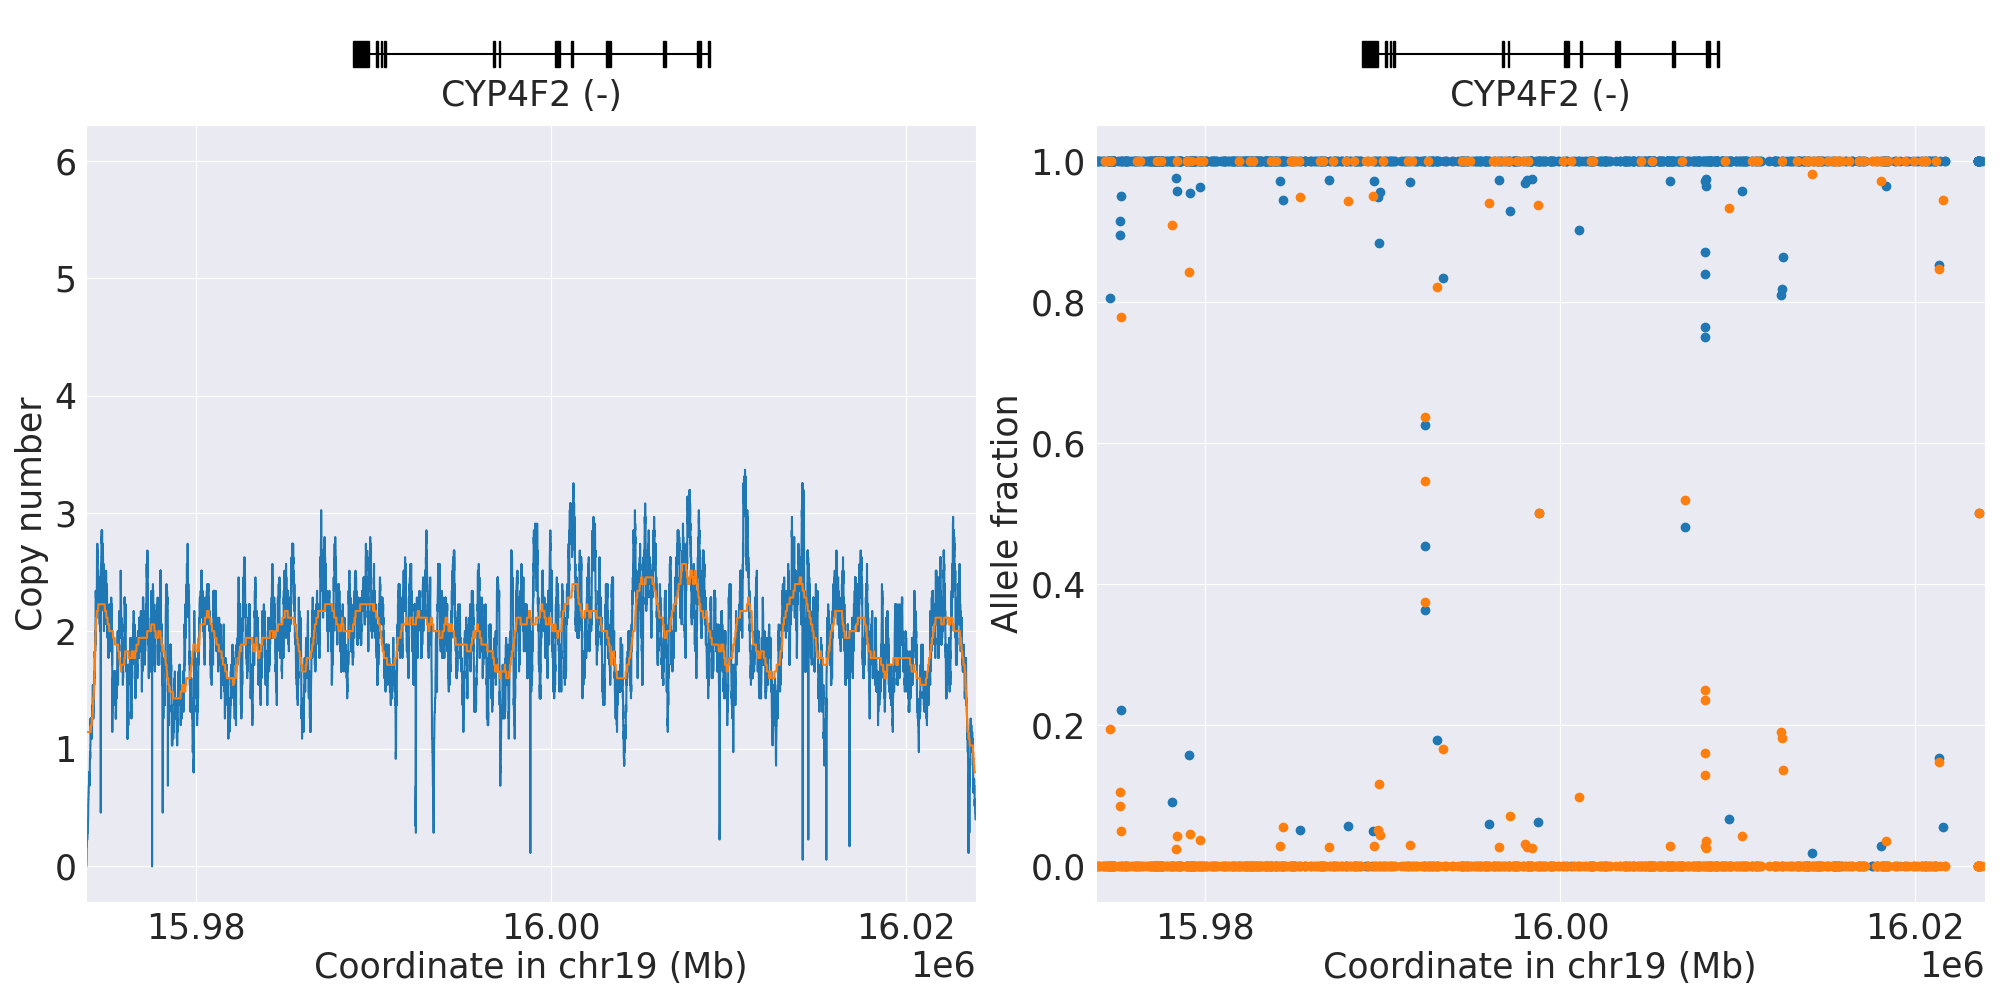 CYP4F2 (-)
6
5
4
3
2
1
0
Copy number
15.98
16.00
16.02
Coordinate in chr19 (Mb)
1e6
CYP4F2 (-)
1.0
0.8
0.6
0.4
0.2
0.0
Allele fraction
15.98
16.00
16.02
Coordinate in chr19 (Mb)
1e6